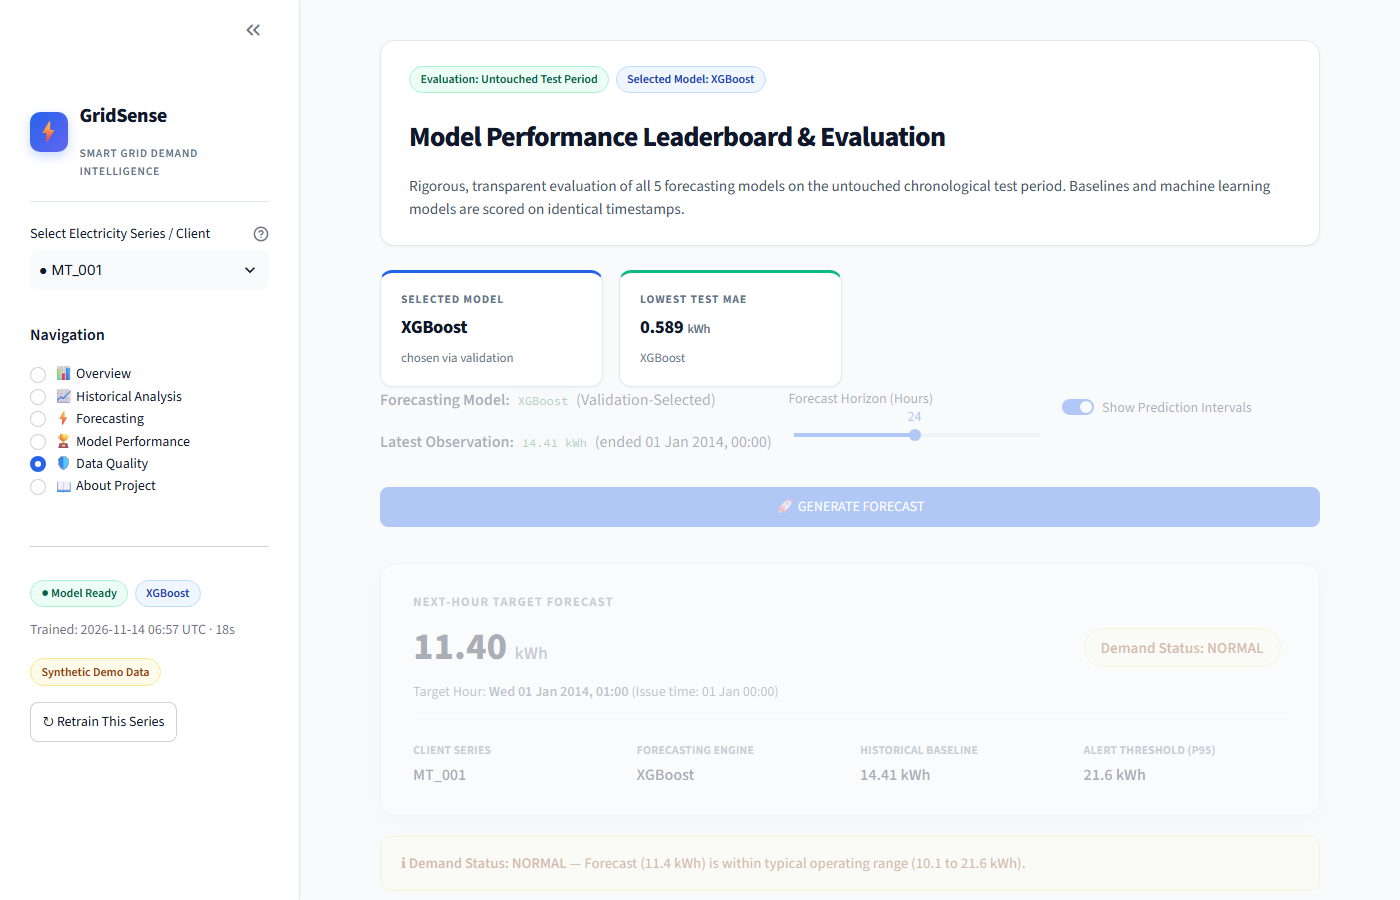 GridSense
SMART GRID DEMAND
INTELLIGENCE
Select Electricity Series / Client
● MT_001
Navigation
📊 Overview
📈 Historical Analysis
⚡ Forecasting
🏆 Model Performance
🛡️ Data Quality
📖 About Project
● Model Ready
XGBoost
Trained: 2026-11-14 06:57 UTC · 18s
Synthetic Demo Data
↻ Retrain This Series
Evaluation: Untouched Test Period
Selected Model: XGBoost
Model Performance Leaderboard & Evaluation
Rigorous, transparent evaluation of all 5 forecasting models on the untouched chronological test period. Baselines and machine learning
models are scored on identical timestamps.
SELECTED MODEL
XGBoost
chosen via validation
LOWEST TEST MAE
0.589 kWh
XGBoost
Forecasting Model: XGBoost (Validation-Selected)
Latest Observation: 14.41 kWh (ended 01 Jan 2014, 00:00)
Forecast Horizon (Hours)
24
Show Prediction Intervals
🚀 GENERATE FORECAST
NEXT-HOUR TARGET FORECAST
11.40 kWh
Demand Status: NORMAL
Target Hour: Wed 01 Jan 2014, 01:00 (Issue time: 01 Jan 00:00)
CLIENT SERIES
MT_001
FORECASTING ENGINE
XGBoost
HISTORICAL BASELINE
14.41 kWh
ALERT THRESHOLD (P95)
21.6 kWh
ℹ Demand Status: NORMAL — Forecast (11.4 kWh) is within typical operating range (10.1 to 21.6 kWh).